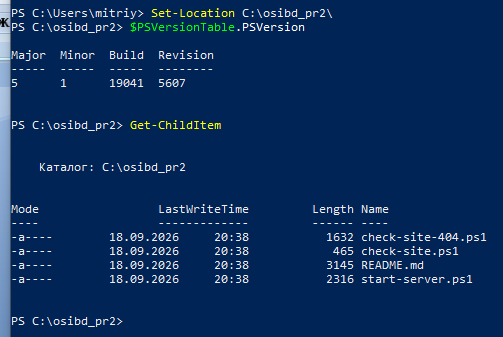 PS C:\Users\mitriy> Set-Location C:\osibd_pr2\
PS C:\osibd_pr2> $PSVersionTable.PSVersion

Major  Minor  Build  Revision
-----  -----  -----  --------
5      1      19041  5607

PS C:\osibd_pr2> Get-ChildItem

    Каталог: C:\osibd_pr2

Mode                LastWriteTime         Length Name
----                -------------         ------ ----
-a----       18.09.2026     20:38           1632 check-site-404.ps1
-a----       18.09.2026     20:38            465 check-site.ps1
-a----       18.09.2026     20:38           3145 README.md
-a----       18.09.2026     20:38           2316 start-server.ps1

PS C:\osibd_pr2>